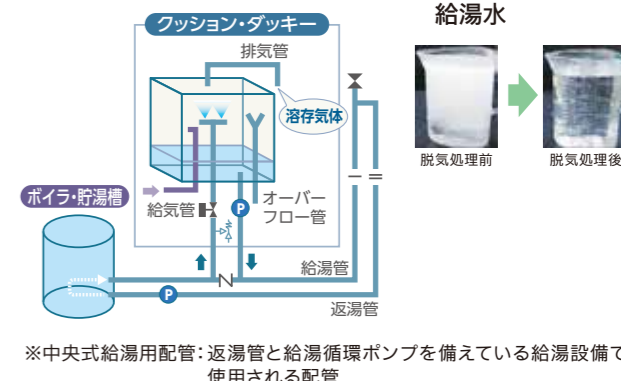 クッション・ダッキー
給湯水
排気管
溶存気体
脱気処理前
脱気処理後
ボイラ・貯湯槽
給気管
P
オーバー
フロー管
給湯管
P
返湯管
※中央式給湯用配管：返湯管と給湯循環ポンプを備えている給湯設備で
使用される配管